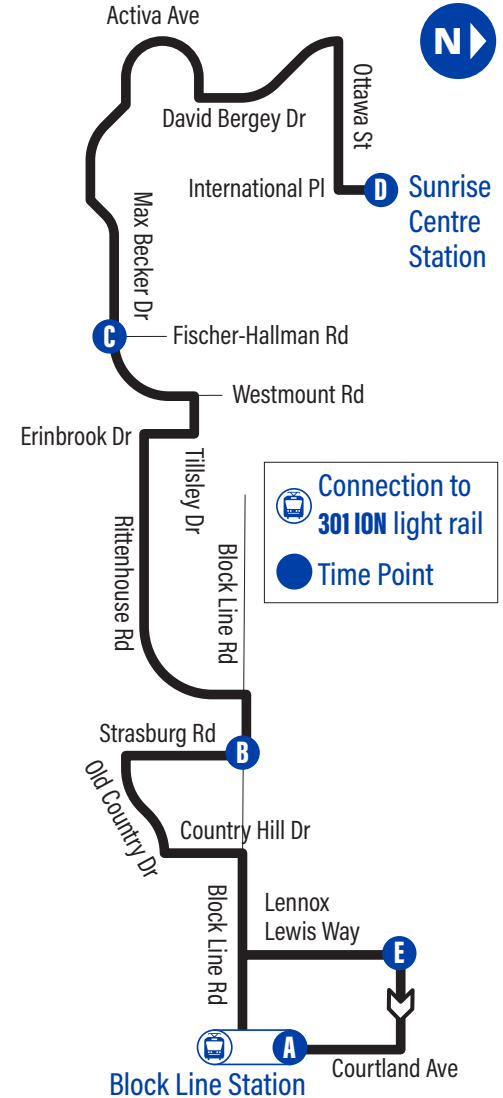 Activa Ave
N
Ottawa St
David Bergey Dr
International Pl
D
Sunrise
Centre
Station
Max Becker Dr
C
Fischer-Hallman Rd
Westmount Rd
Erinbrook Dr
Tillsley Dr
Connection to
301 ION light rail
Time Point
Rittenhouse Rd
Block Line Rd
Strasburg Rd
B
Old Country Dr
Country Hill Dr
Block Line Rd
Lennox
Lewis Way
E
A
Courtland Ave
Block Line Station